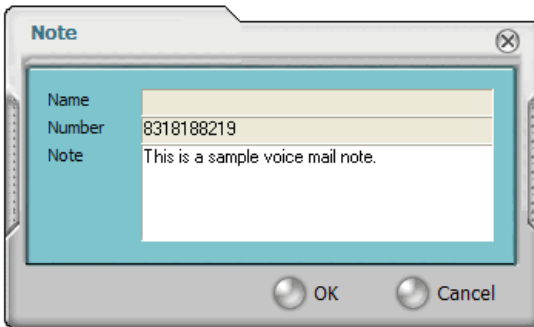 Note
Name
Number 8318188219
Note This is a sample voice mail note.
OK Cancel